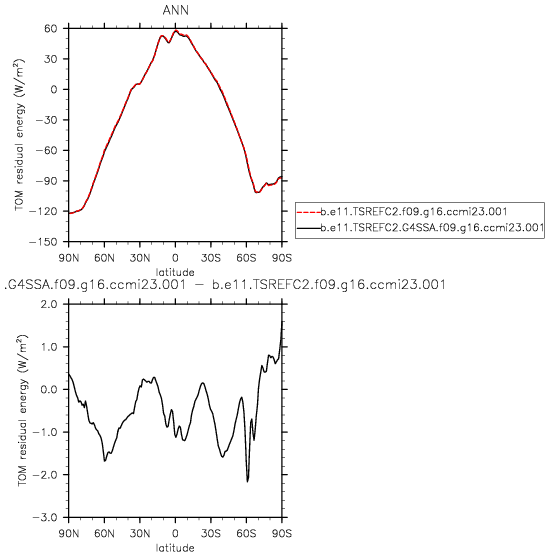 ANN
TOM residual energy (W/m²)
60
30
0
−30
−60
−90
−120
−150
90N 60N 30N 0 30S 60S 90S
latitude
b.e11.TSREFC2.f09.g16.ccmi23.001
b.e11.TSREFC2.G4SSA.f09.g16.ccmi23.001
.G4SSA.f09.g16.ccmi23.001 − b.e11.TSREFC2.f09.g16.ccmi23.001
TOM residual energy (W/m²)
2.0
1.0
0.0
−1.0
−2.0
−3.0
90N 60N 30N 0 30S 60S 90S
latitude